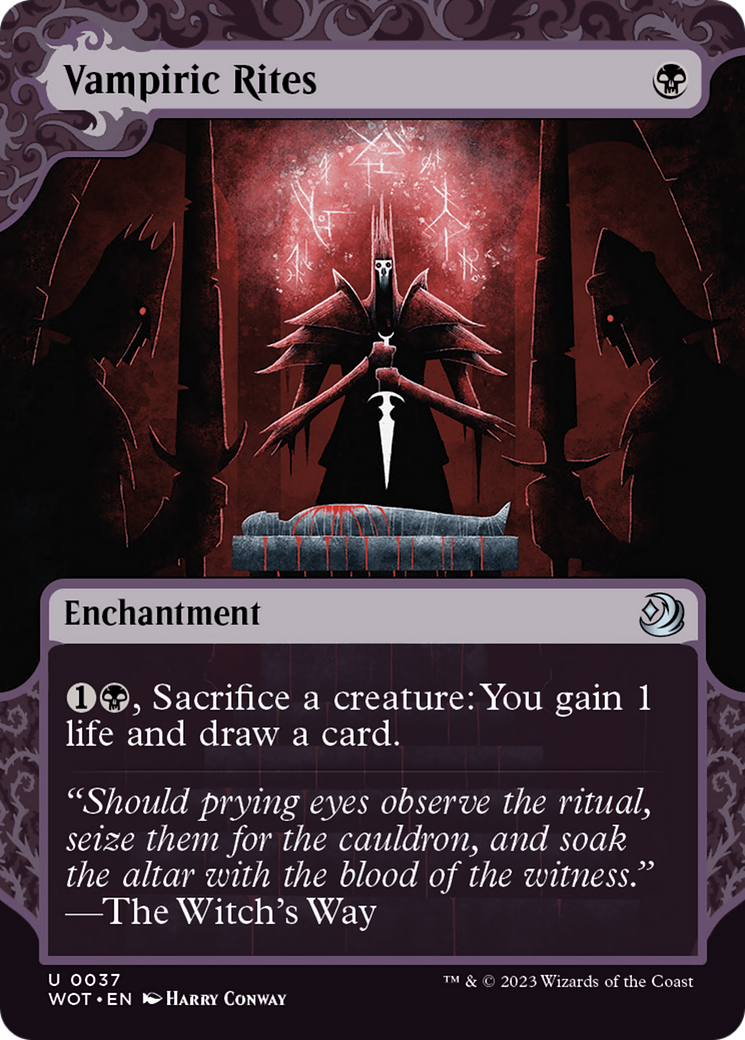 Vampiric Rites
Enchantment
1, Sacrifice a creature: You gain 1
life and draw a card.
“Should prying eyes observe the ritual,
seize them for the cauldron, and soak
the altar with the blood of the witness.”
—The Witch’s Way
U 0037
WOT • EN Harry Conway
™ & © 2023 Wizards of the Coast